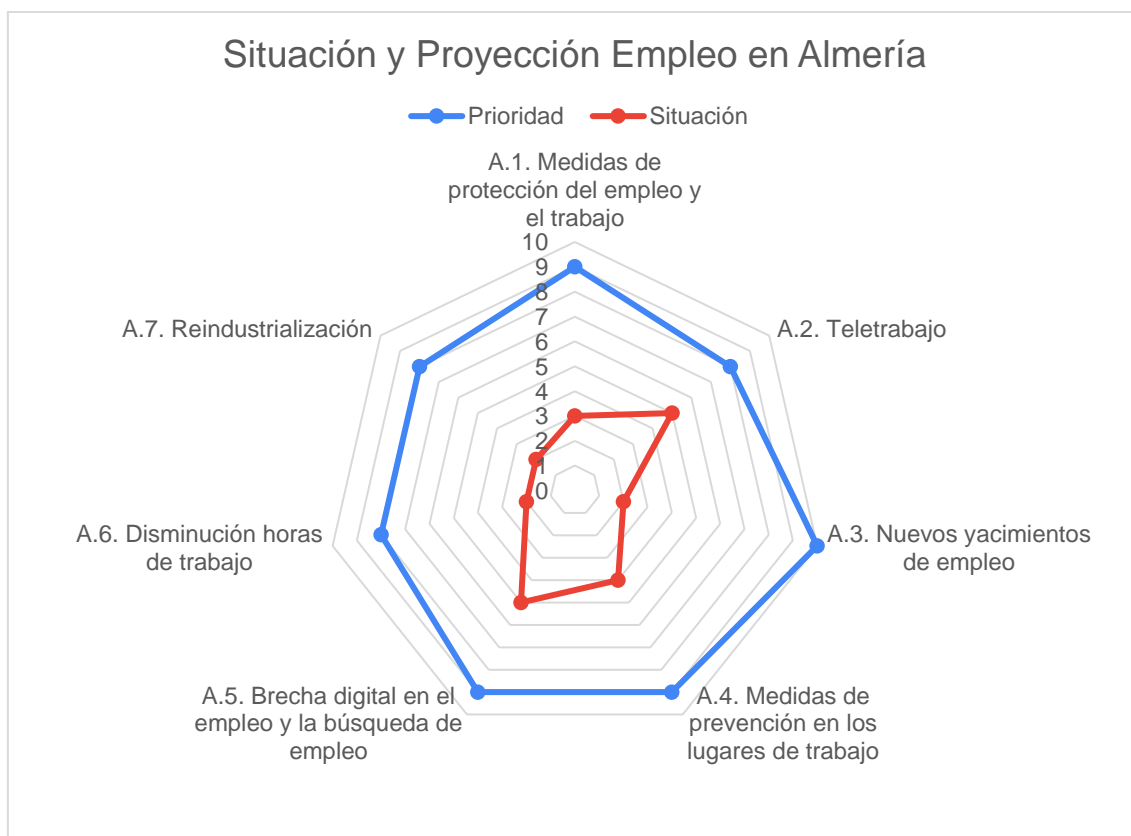 Situación y Proyección Empleo en Almería
Prioridad
Situación
A.1. Medidas de
protección del empleo y
el trabajo
10
9
8
7
6
5
4
3
2
1
0
A.2. Teletrabajo
A.3. Nuevos yacimientos
de empleo
A.4. Medidas de
prevención en los
lugares de trabajo
A.5. Brecha digital en el
empleo y la búsqueda de
empleo
A.6. Disminución horas
de trabajo
A.7. Reindustrialización